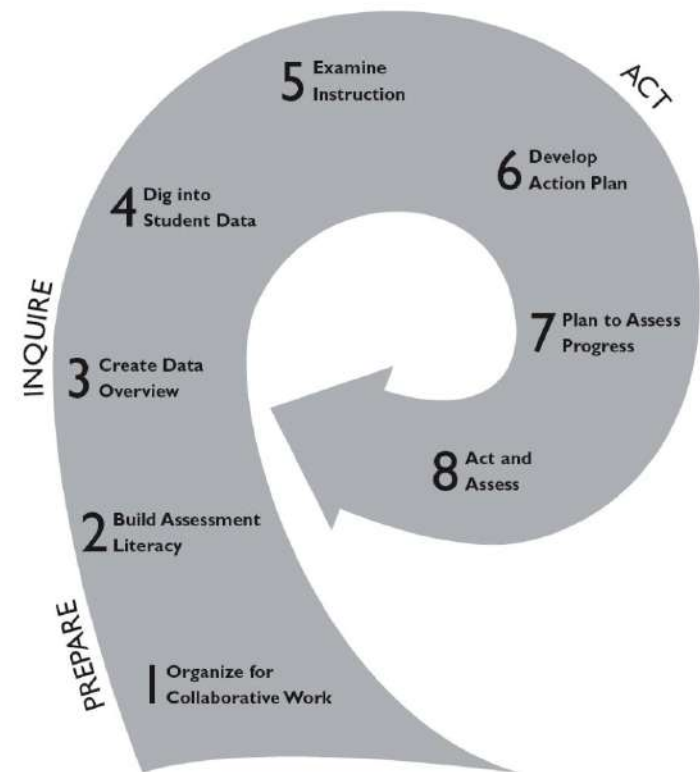 5 Examine
Instruction
ACT
6 Develop
Action Plan
4 Dig into
Student Data
INQUIRE
7 Plan to Assess
Progress
3 Create Data
Overview
8 Act and
Assess
2 Build Assessment
Literacy
PREPARE
1 Organize for
Collaborative Work